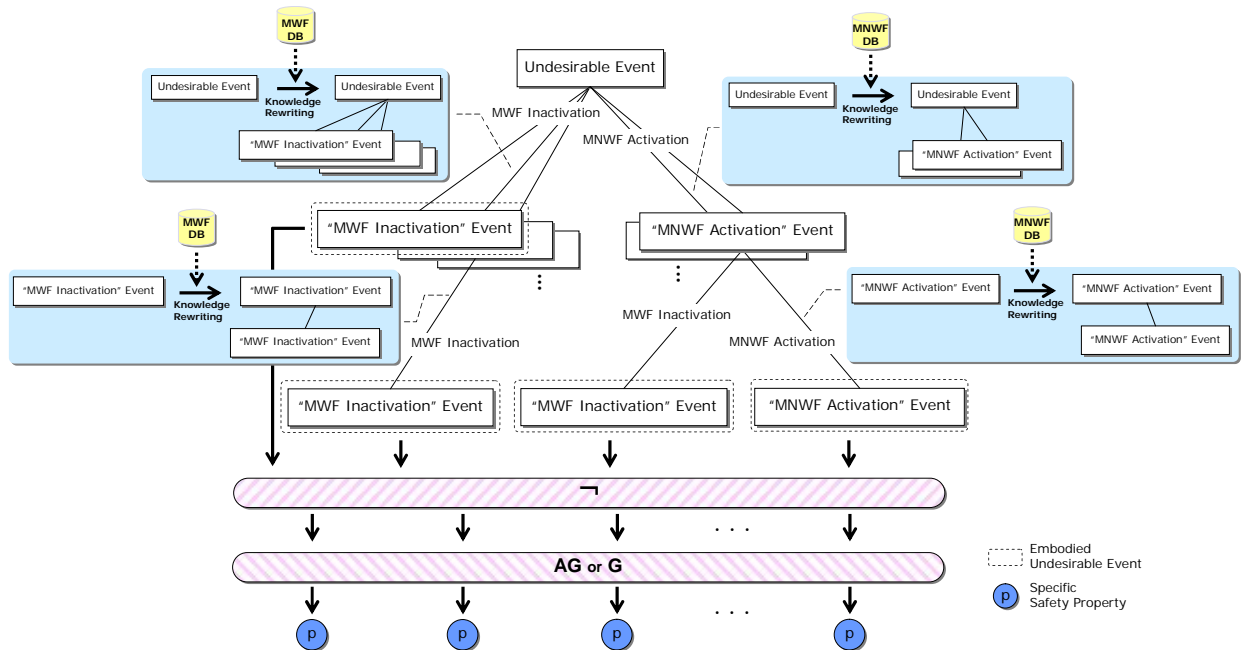 MWF
DB
MNWF
DB
Undesirable Event
Undesirable Event
Knowledge
Rewriting
Undesirable Event
"MWF Inactivation" Event
MWF Inactivation
MNWF Activation
Undesirable Event
Knowledge
Rewriting
Undesirable Event
"MNWF Activation" Event
MWF
DB
"MWF Inactivation" Event
"MNWF Activation" Event
MNWF
DB
"MWF Inactivation" Event
Knowledge
Rewriting
"MWF Inactivation" Event
"MWF Inactivation" Event
MWF Inactivation
MWF Inactivation
MNWF Activation
"MNWF Activation" Event
Knowledge
Rewriting
"MNWF Activation" Event
"MNWF Activation" Event
"MWF Inactivation" Event
"MWF Inactivation" Event
"MNWF Activation" Event
¬
. . .
AG or G
. . .
p
p
p
p
Embodied
Undesirable Event
p
Specific
Safety Property